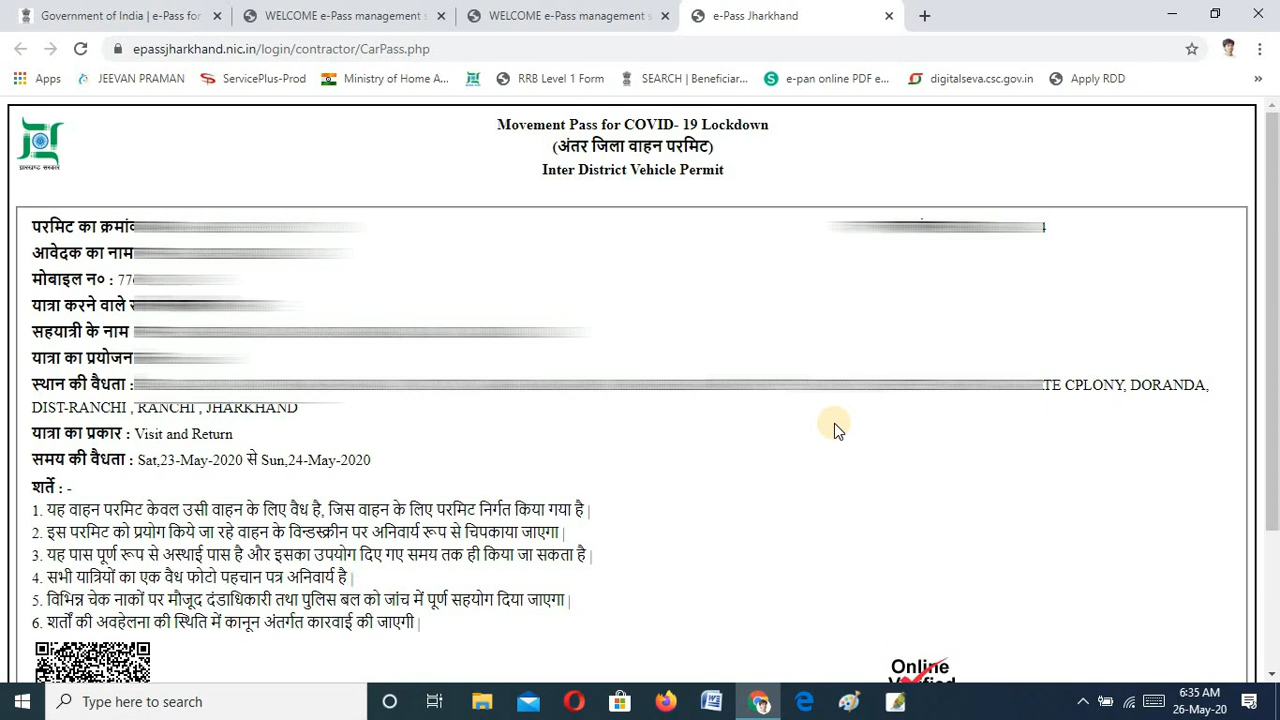 Government of India | e-Pass for
WELCOME e-Pass management s
WELCOME e-Pass management s
e-Pass Jharkhand
epassjharkhand.nic.in/login/contractor/CarPass.php
Apps JEEVAN PRAMAN ServicePlus-Prod Ministry of Home A... RRB Level 1 Form SEARCH | Beneficiar... e-pan online PDF e... digitalseva.csc.gov.in Apply RDD
झारखण्ड सरकार
Movement Pass for COVID- 19 Lockdown
(अंतर जिला वाहन परमिट)
Inter District Vehicle Permit
परमिट का
आवेदक का नाम
मोबाइल न० : 77
यात्रा करने वाले
सहयात्री के नाम
यात्रा का प्रयोजन
स्थान की वैधता : CPLONY, DORANDA,
DIST-RANCHI , RANCHI , JHARKHAND
यात्रा का प्रकार : Visit and Return
समय की वैधता : Sat,23-May-2020 से Sun,24-May-2020
शर्ते : -
1. यह वाहन परमिट केवल उसी वाहन के लिए वैध है, जिस वाहन के लिए परमिट निर्गत किया गया है |
2. इस परमिट को प्रयोग किये जा रहे वाहन के विन्डस्क्रीन पर अनिवार्य रूप से चिपकाया जाएगा |
3. यह पास पूर्ण रूप से अस्थाई पास है और इसका उपयोग दिए गए समय तक ही किया जा सकता है |
4. सभी यात्रियों का एक वैध फोटो पहचान पत्र अनिवार्य है |
5. विभिन्न चेक नाकों पर मौजूद दंडाधिकारी तथा पुलिस बल को जांच में पूर्ण सहयोग दिया जाएगा |
6. शर्तों की अवहेलना की स्थिति में कानून अंतर्गत कारवाई की जाएगी |
Online
Verified
Type here to search
6:35 AM
26-May-20